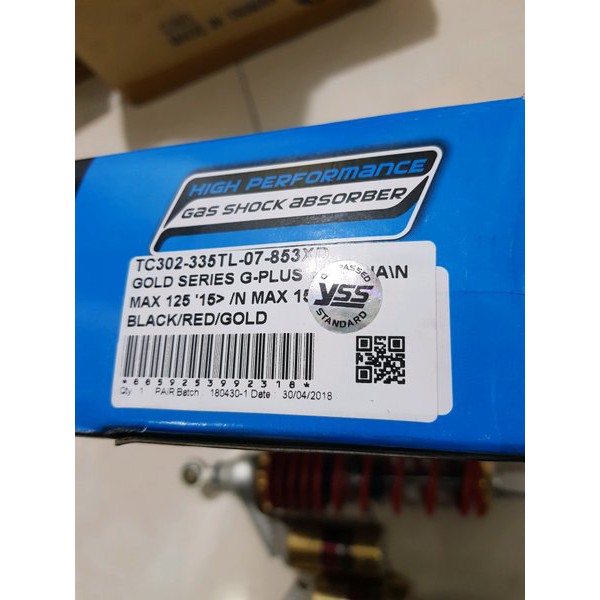 HIGH PERFORMANCE
GAS SHOCK ABSORBER
TC302-335TL-07-853X
GOLD SERIES G-PLUS
MAX 125 '15> /N MAX 15
BLACK/RED/GOLD
PASSED
YSS
STANDARD
Qty : 1 PAIR Batch : 180430-1 Date : 30/04/2018